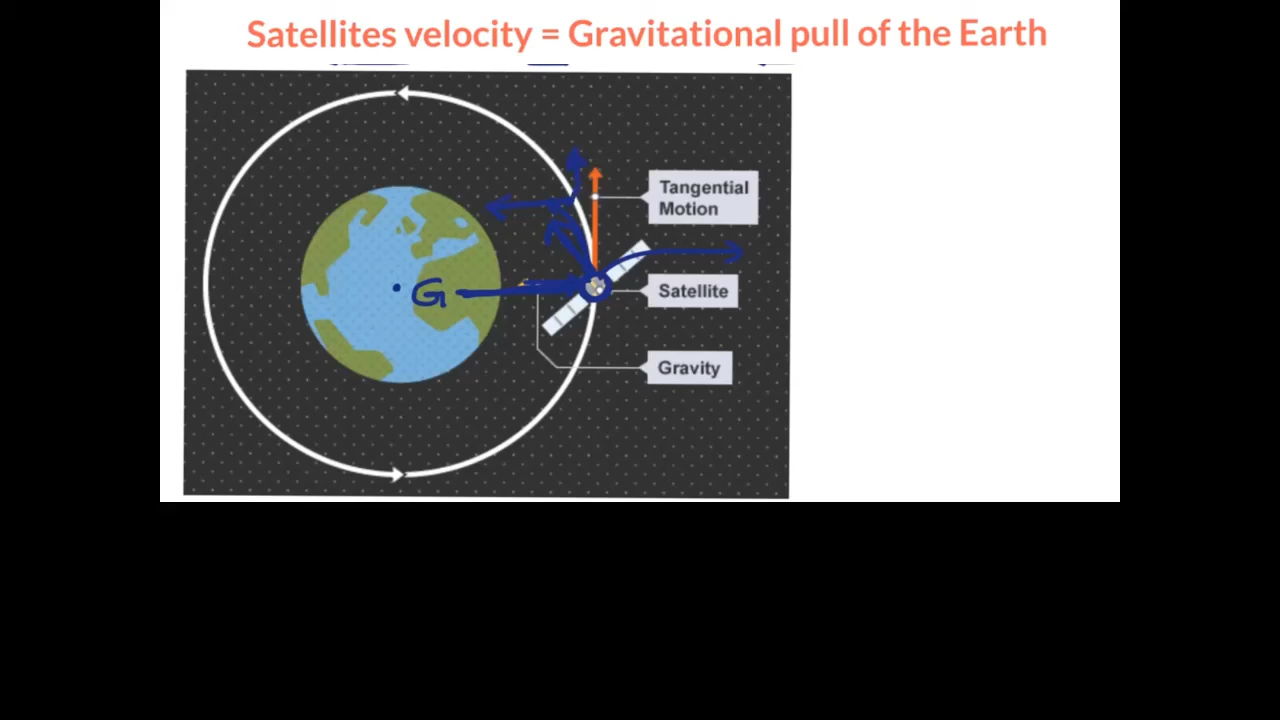 Satellites velocity = Gravitational pull of the Earth
Tangential
Motion
G
Satellite
Gravity